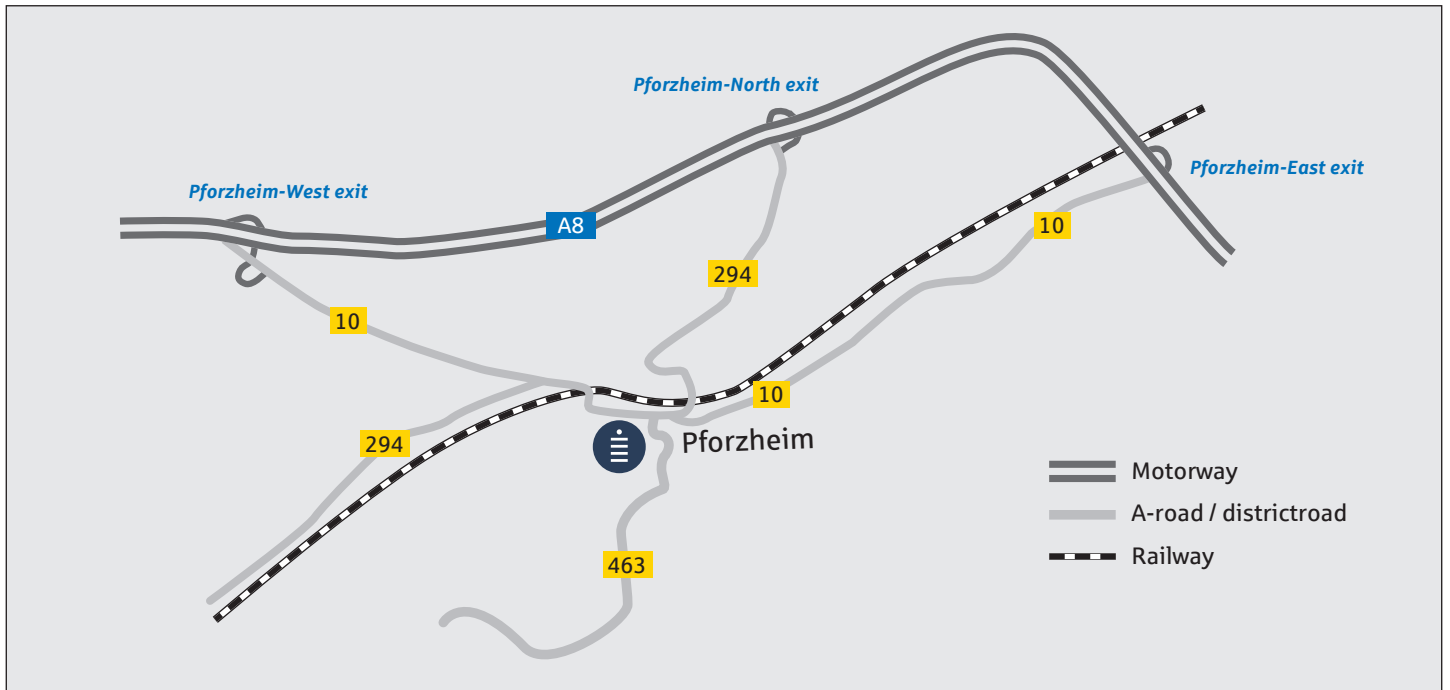 Pforzheim-North exit
Pforzheim-West exit
Pforzheim-East exit
A8
10
294
10
10
294
Pforzheim
463
Motorway
A-road / districtroad
Railway